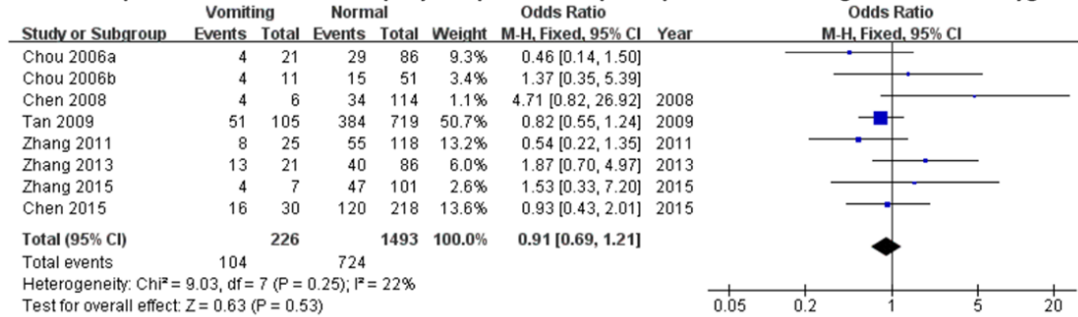 Vomiting Normal Odds Ratio Odds Ratio
Study or Subgroup Events Total Events Total Weight M-H, Fixed, 95% CI Year M-H, Fixed, 95% CI
Chou 2006a 4 21 29 86 9.3% 0.46 [0.14, 1.50]
Chou 2006b 4 11 15 51 3.4% 1.37 [0.35, 5.39]
Chen 2008 4 6 34 114 1.1% 4.71 [0.82, 26.92] 2008
Tan 2009 51 105 384 719 50.7% 0.82 [0.55, 1.24] 2009
Zhang 2011 8 25 55 118 13.2% 0.54 [0.22, 1.35] 2011
Zhang 2013 13 21 40 86 6.0% 1.87 [0.70, 4.97] 2013
Zhang 2015 4 7 47 101 2.6% 1.53 [0.33, 7.20] 2015
Chen 2015 16 30 120 218 13.6% 0.93 [0.43, 2.01] 2015
Total (95% CI) 226 1493 100.0% 0.91 [0.69, 1.21]
Total events 104 724
Heterogeneity: Chi² = 9.03, df = 7 (P = 0.25); I² = 22%
Test for overall effect: Z = 0.63 (P = 0.53)
0.05 0.2 1 5 20